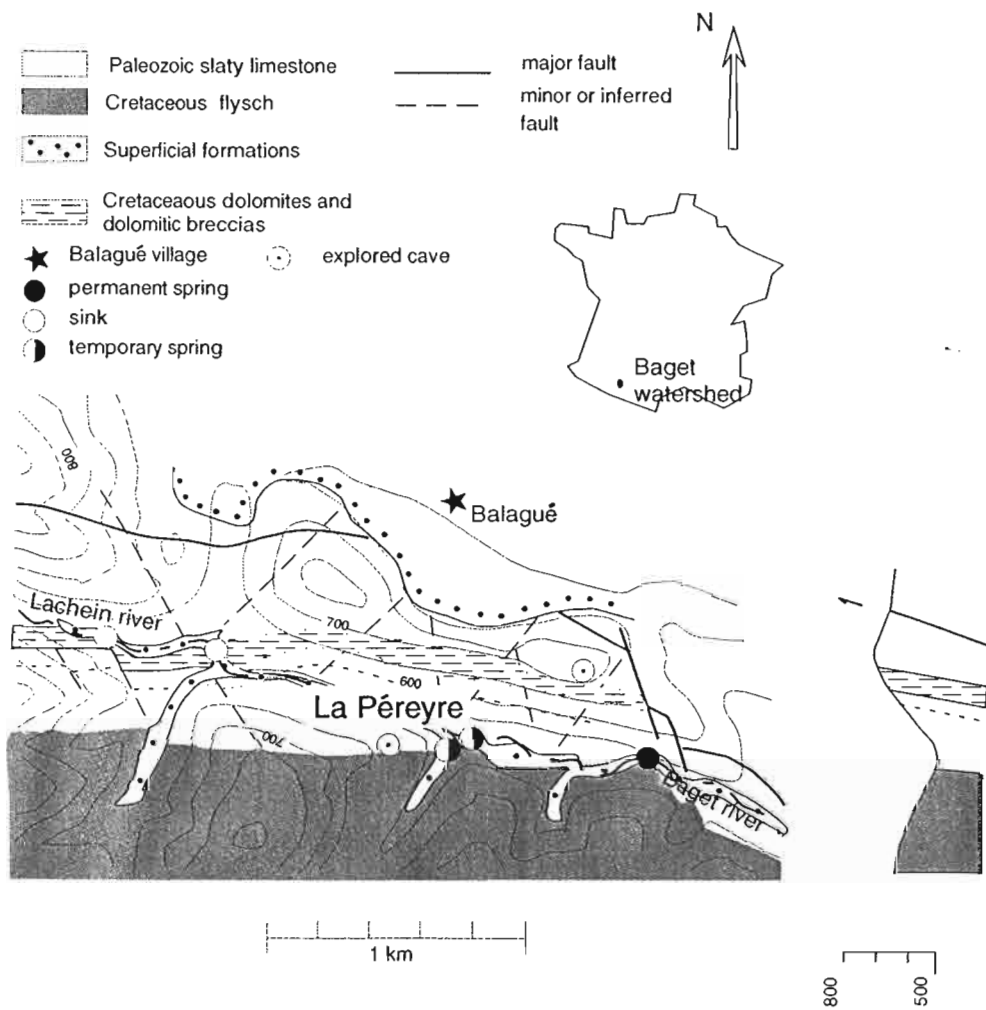 N
Paleozoic slaty limestone
major fault
Cretaceous flysch
minor or inferred
fault
Superficial formations
Cretaceaous dolomites and
dolomitic breccias
Balagué village
explored cave
permanent spring
sink
temporary spring
Baget
watershed
800
Balagué
Lachein river
700
600
La Péreyre
700
Baget river
1 km
800
500